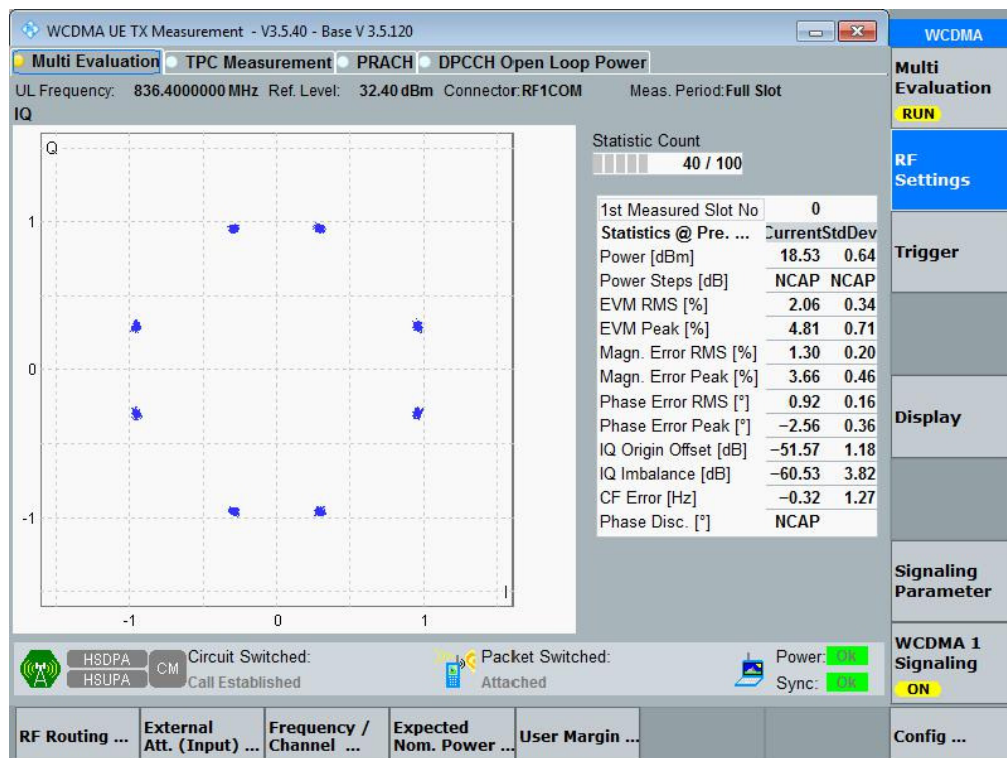 WCDMA UE TX Measurement - V3.5.40 - Base V 3.5.120
WCDMA
Multi Evaluation TPC Measurement PRACH DPCCH Open Loop Power
UL Frequency: 836.4000000 MHz Ref. Level: 32.40 dBm Connector: RF1COM Meas. Period: Full Slot
IQ
Q
1
0
-1
-1 0 1
I
Statistic Count
40 / 100
1st Measured Slot No 0
Statistics @ Pre. ... Current StdDev
Power [dBm] 18.53 0.64
Power Steps [dB] NCAP NCAP
EVM RMS [%] 2.06 0.34
EVM Peak [%] 4.81 0.71
Magn. Error RMS [%] 1.30 0.20
Magn. Error Peak [%] 3.66 0.46
Phase Error RMS [°] 0.92 0.16
Phase Error Peak [°] −2.56 0.36
IQ Origin Offset [dB] −51.57 1.18
IQ Imbalance [dB] −60.53 3.82
CF Error [Hz] −0.32 1.27
Phase Disc. [°] NCAP
Multi
Evaluation
RUN
RF
Settings
Trigger
Display
Signaling
Parameter
WCDMA 1
Signaling
ON
HSDPA
HSUPA
CM
Circuit Switched:
Call Established
Packet Switched:
Attached
Power: Ok
Sync: Ok
RF Routing ...
External
Att. (Input) ...
Frequency /
Channel ...
Expected
Nom. Power ...
User Margin ...
Config ...